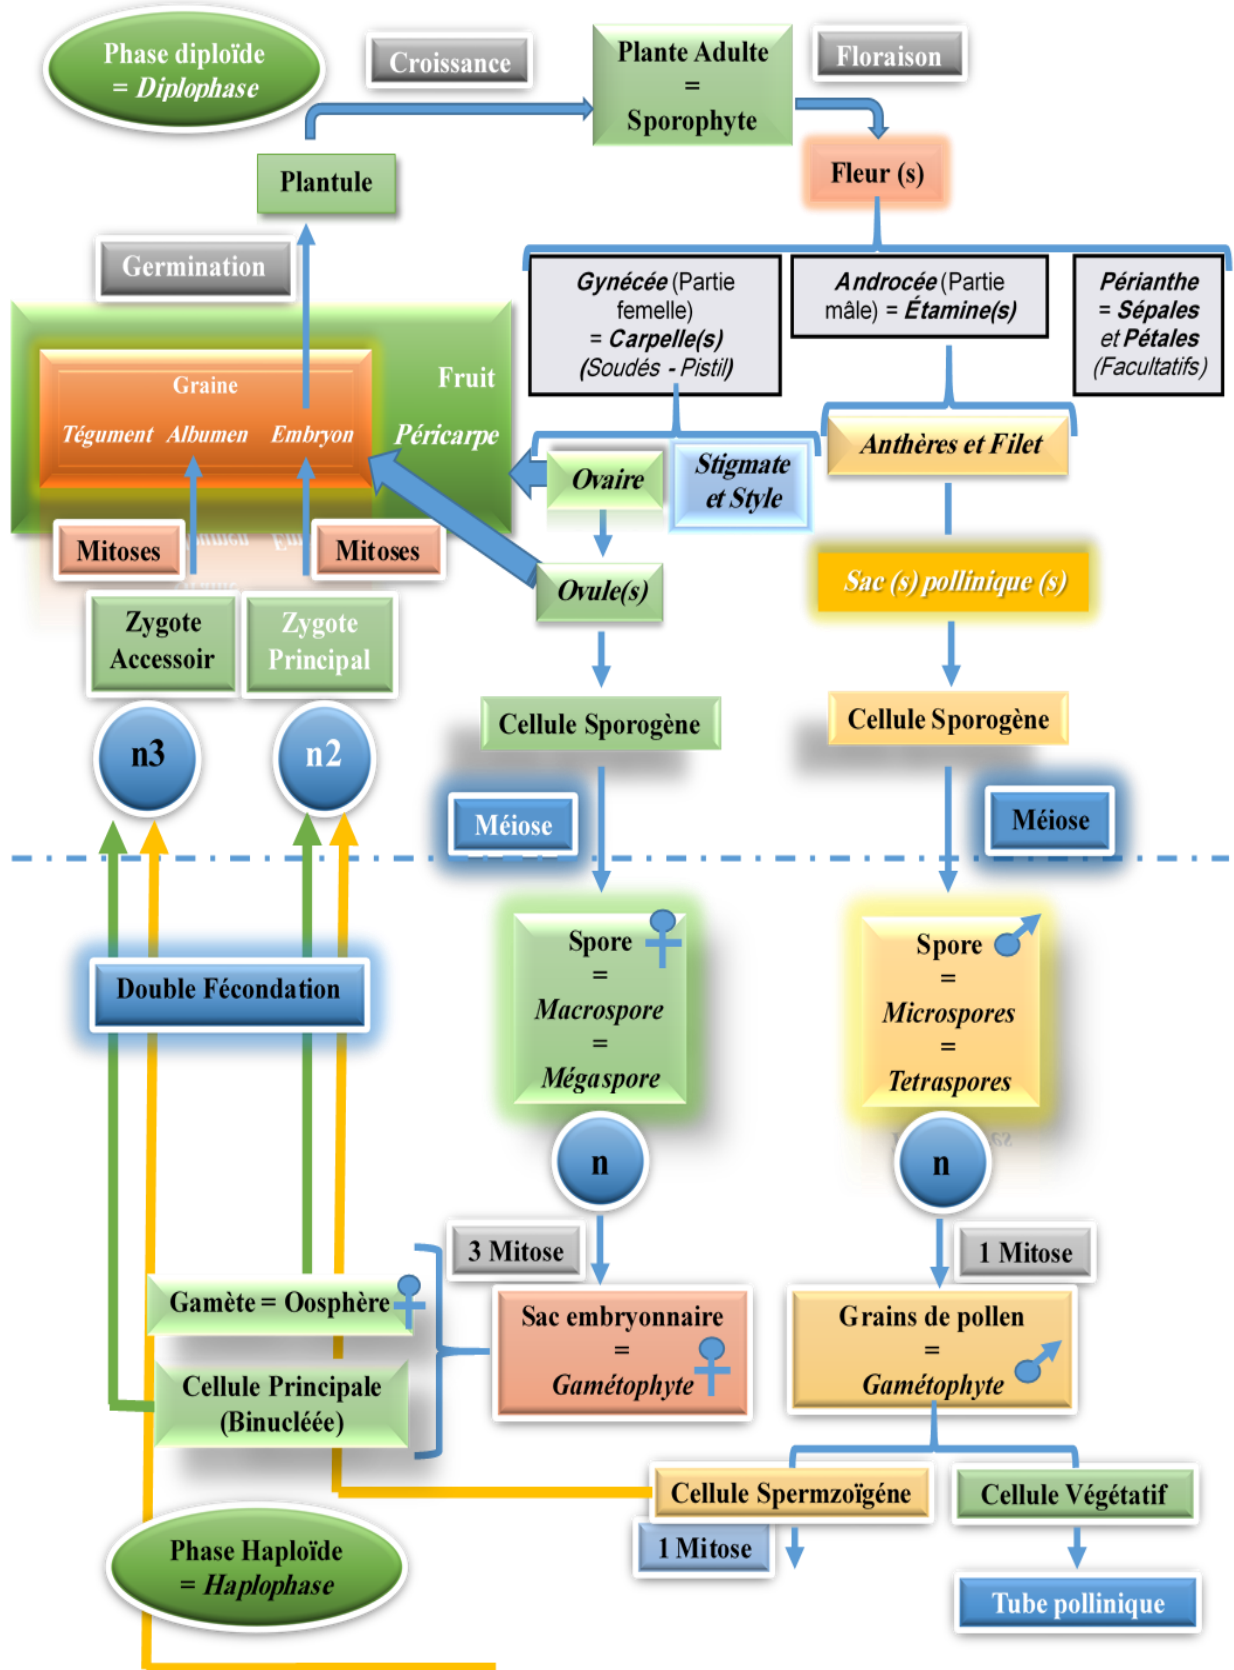 Phase diploïde
= Diplophase
Croissance
Plante Adulte
=
Sporophyte
Floraison
Plantule
Fleur (s)
Germination
Gynécée (Partie
femelle)
= Carpelle(s)
(Soudés - Pistil)
Androcée (Partie
mâle) = Étamine(s)
Périanthe
= Sépales
et Pétales
(Facultatifs)
Graine
Tégument Albumen Embryon
Fruit
Péricarpe
Ovaire
Stigmate
et Style
Anthères et Filet
Mitoses
Mitoses
Ovule(s)
Sac (s) pollinique (s)
Zygote
Accessoir
Zygote
Principal
Cellule Sporogène
Cellule Sporogène
n3
n2
Méiose
Méiose
Spore
=
Macrospore
=
Mégaspore
Spore
=
Microspores
=
Tetraspores
Double Fécondation
n
n
3 Mitose
1 Mitose
Gamète = Oosphère
Cellule Principale
(Binucléée)
Sac embryonnaire
=
Gamétophyte
Grains de pollen
=
Gamétophyte
Cellule Spermzoïgéne
Cellule Végétatif
1 Mitose
Phase Haploïde
= Haplophase
Tube pollinique